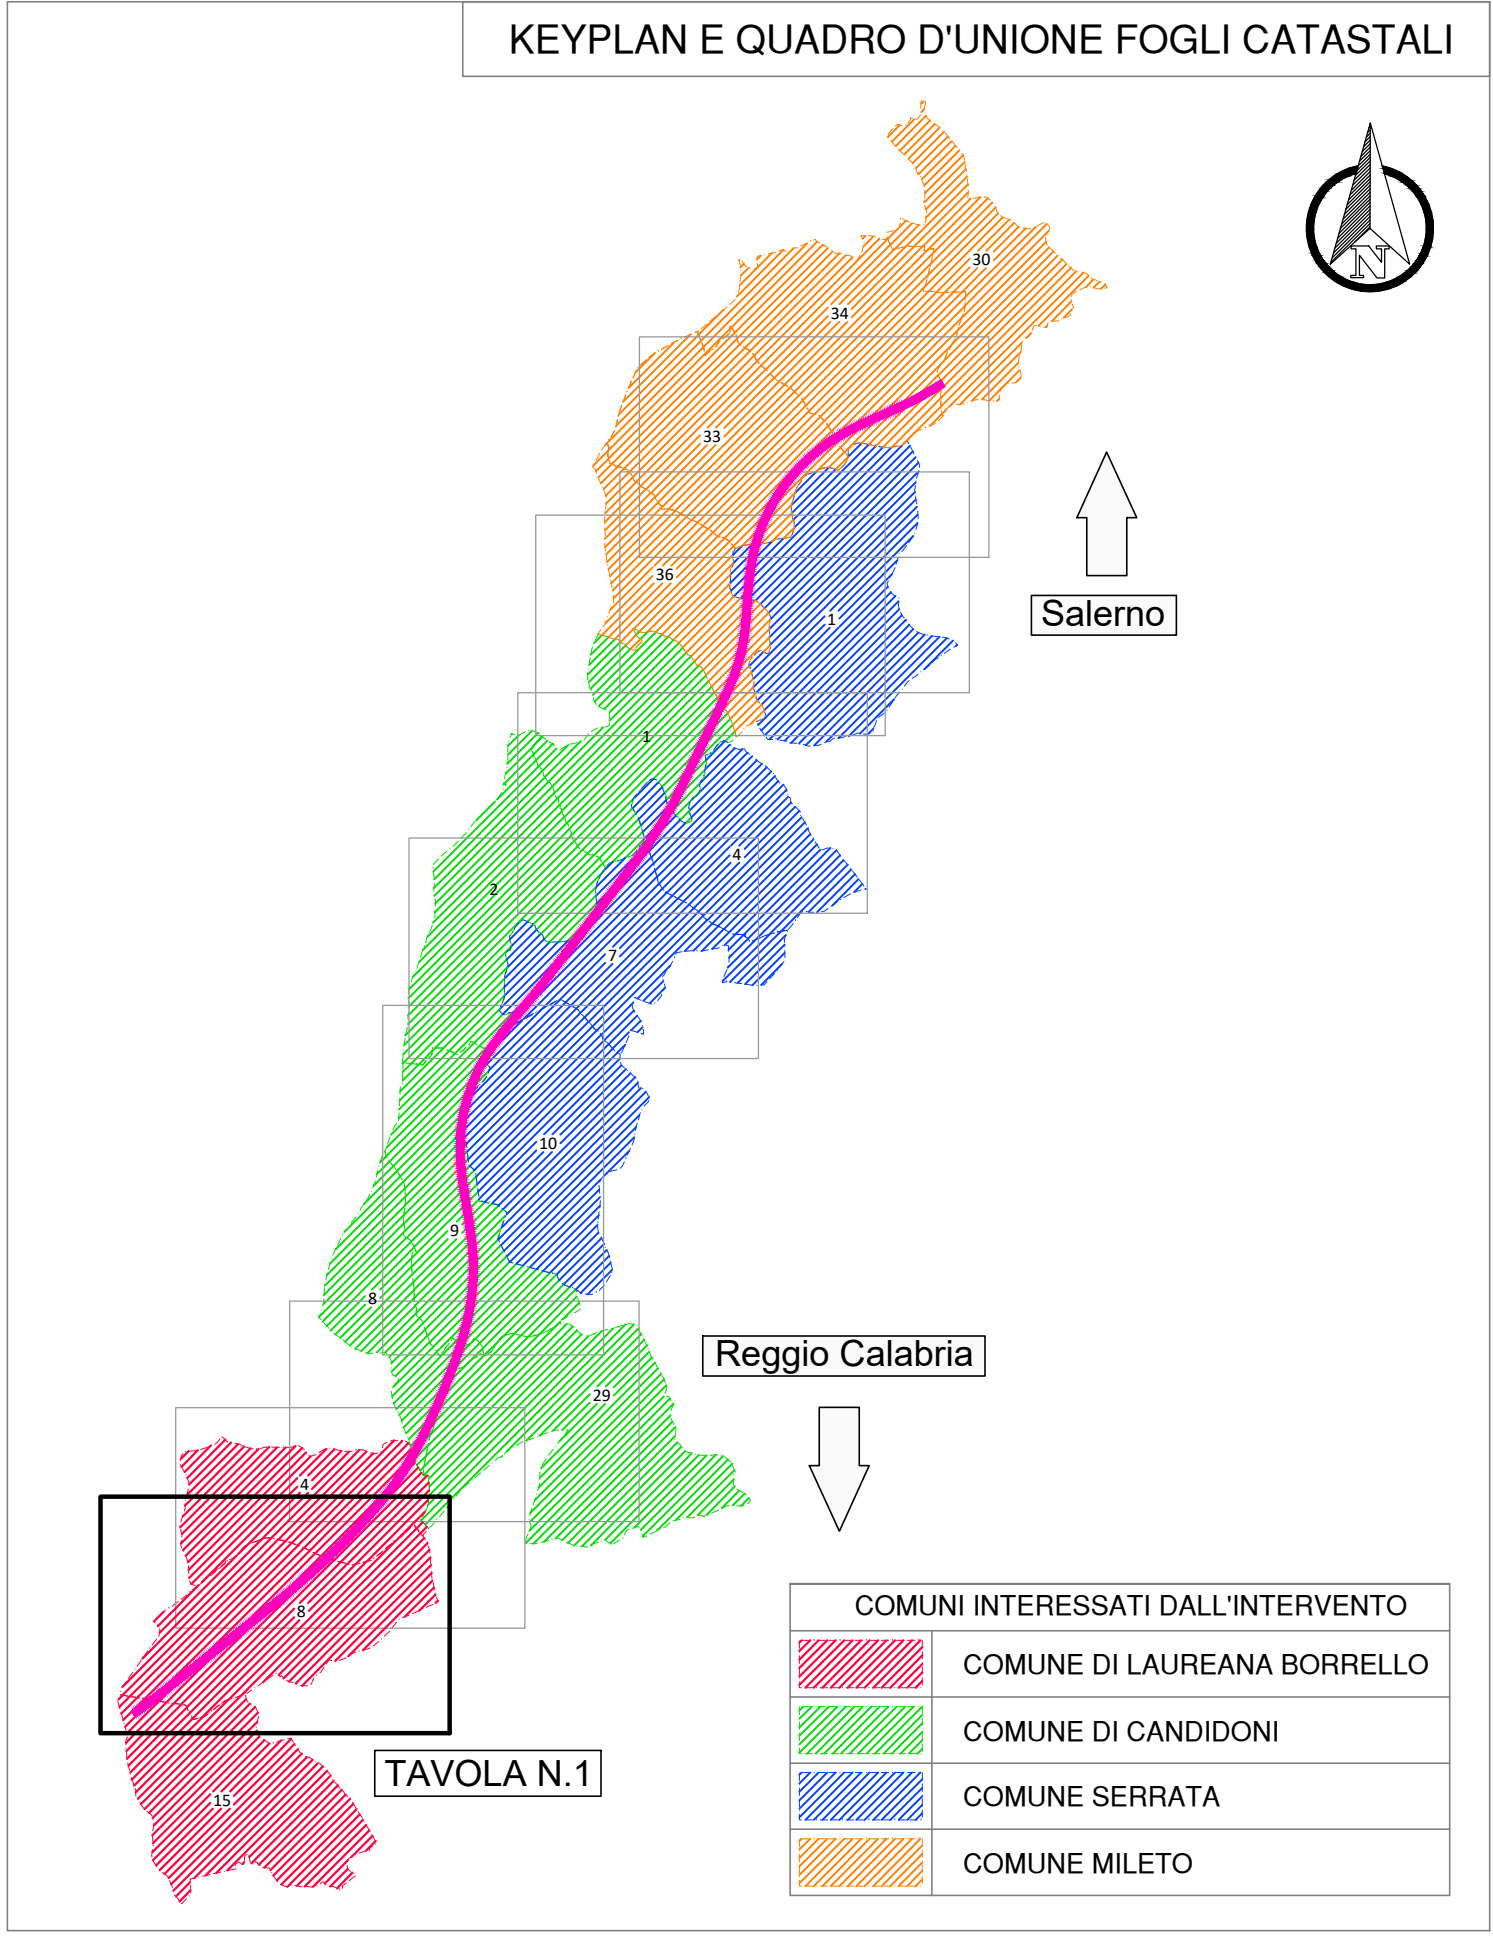 KEYPLAN E QUADRO D'UNIONE FOGLI CATASTALI
N
30
34
33
36
1
Salerno
1
4
2
7
10
9
8
Reggio Calabria
29
4
8
TAVOLA N.1
15
COMUNI INTERESSATI DALL'INTERVENTO
COMUNE DI LAUREANA BORRELLO
COMUNE DI CANDIDONI
COMUNE SERRATA
COMUNE MILETO